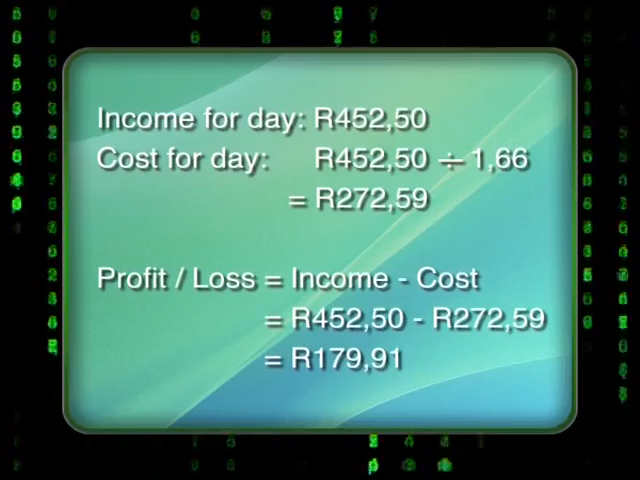 Income for day: R452,50
Cost for day: R452,50 ÷ 1,66
= R272,59
Profit / Loss = Income - Cost
= R452,50 - R272,59
= R179,91